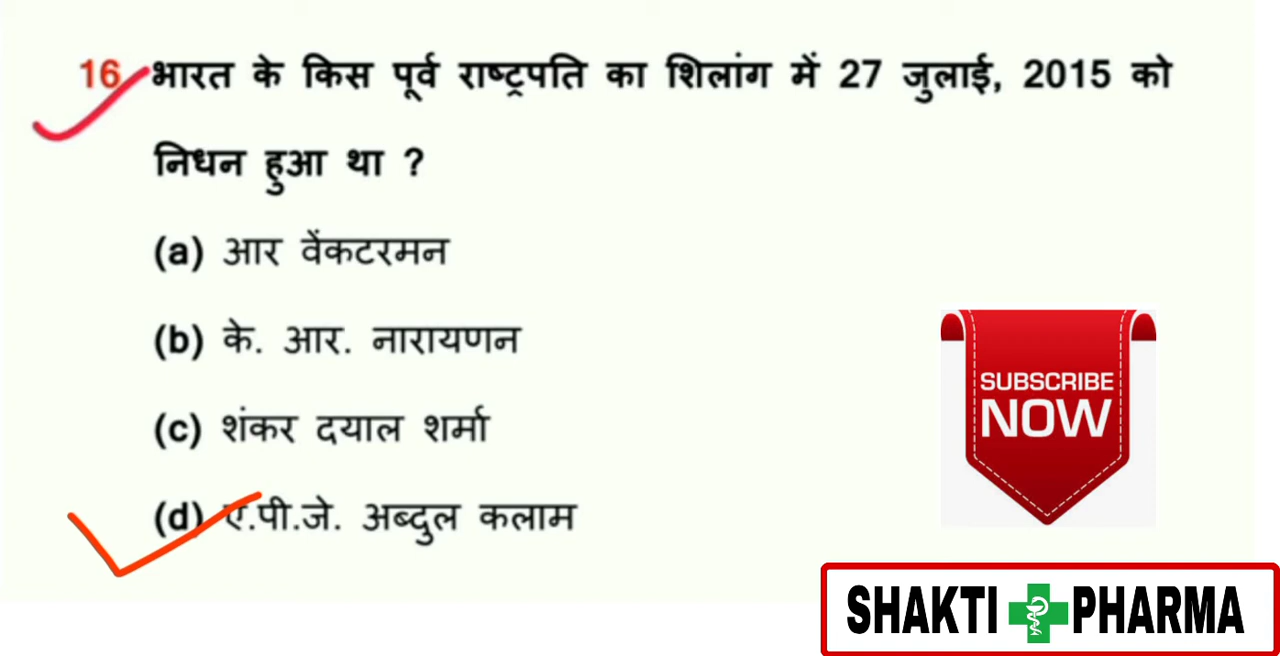 16 भारत के किस पूर्व राष्ट्रपति का शिलांग में 27 जुलाई, 2015 को
निधन हुआ था ?
(a) आर वेंकटरमन
(b) के. आर. नारायणन
(c) शंकर दयाल शर्मा
(d) ए.पी.जे. अब्दुल कलाम
SUBSCRIBE
NOW
SHAKTI PHARMA